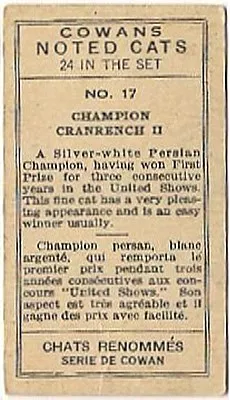 COWANS
NOTED CATS
24 IN THE SET
NO. 17
CHAMPION
CRANRENCH II
A Silver-white Persian
Champion, having won First
Prize for three consecutive
years in the United Shows.
This fine cat has a very pleas-
ing appearance and is an easy
winner usually.
Champion persan, blanc
argenté, qui remporta le
premier prix pendant trois
années consécutives aux con-
cours "United Shows." Son
aspect est très agréable et il
gagne des prix avec facilité.
CHATS RENOMMÉS
SERIE DE COWAN